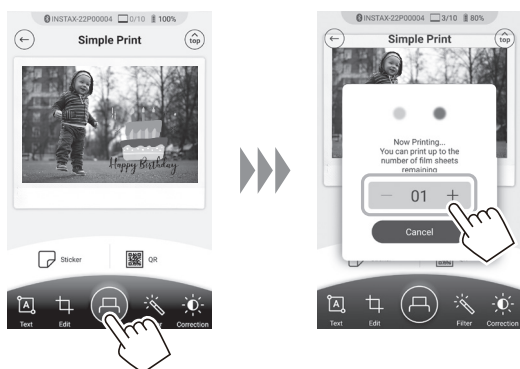 INSTAX-22P00004 0/10 100%
Simple Print
top
Happy Birthday
Sticker
QR
Text Edit Correction
INSTAX-22P00004 3/10 80%
Simple Print
top
Now Printing...
You can print up to the
number of film sheets
remaining
01
Cancel
Text Edit Filter Correction